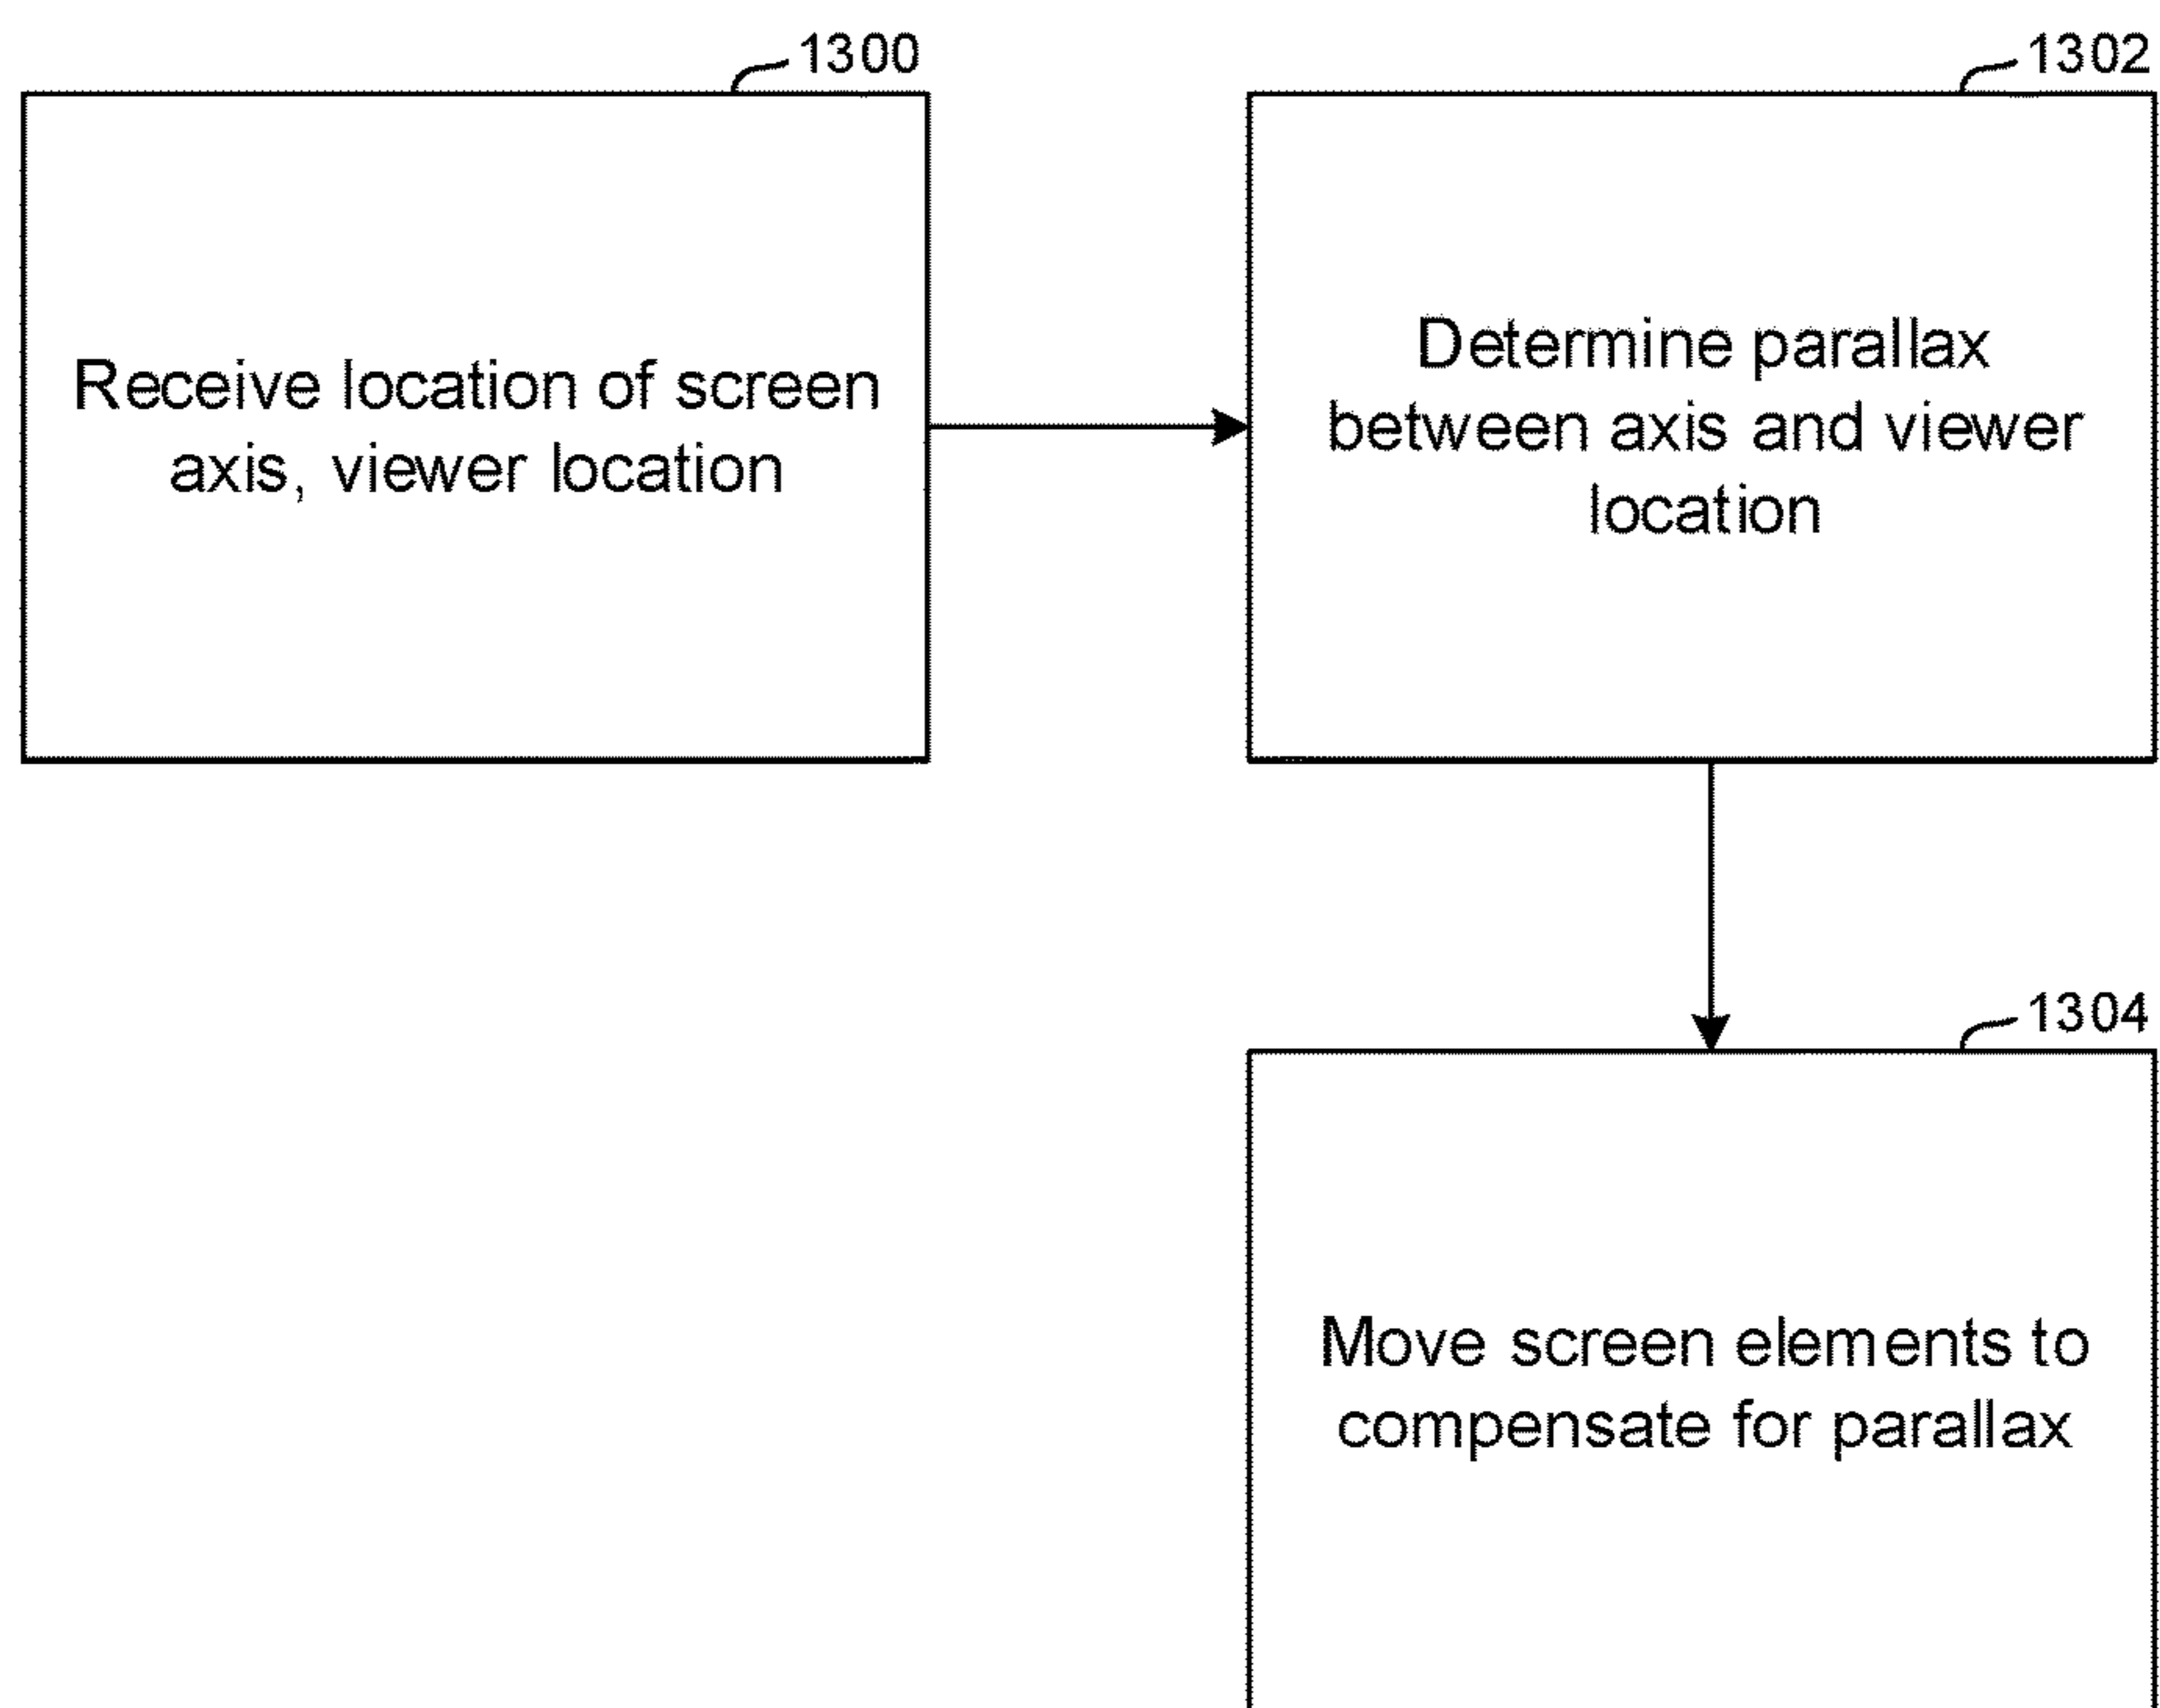 1300
Receive location of screen
axis, viewer location
1302
Determine parallax
between axis and viewer
location
1304
Move screen elements to
compensate for parallax